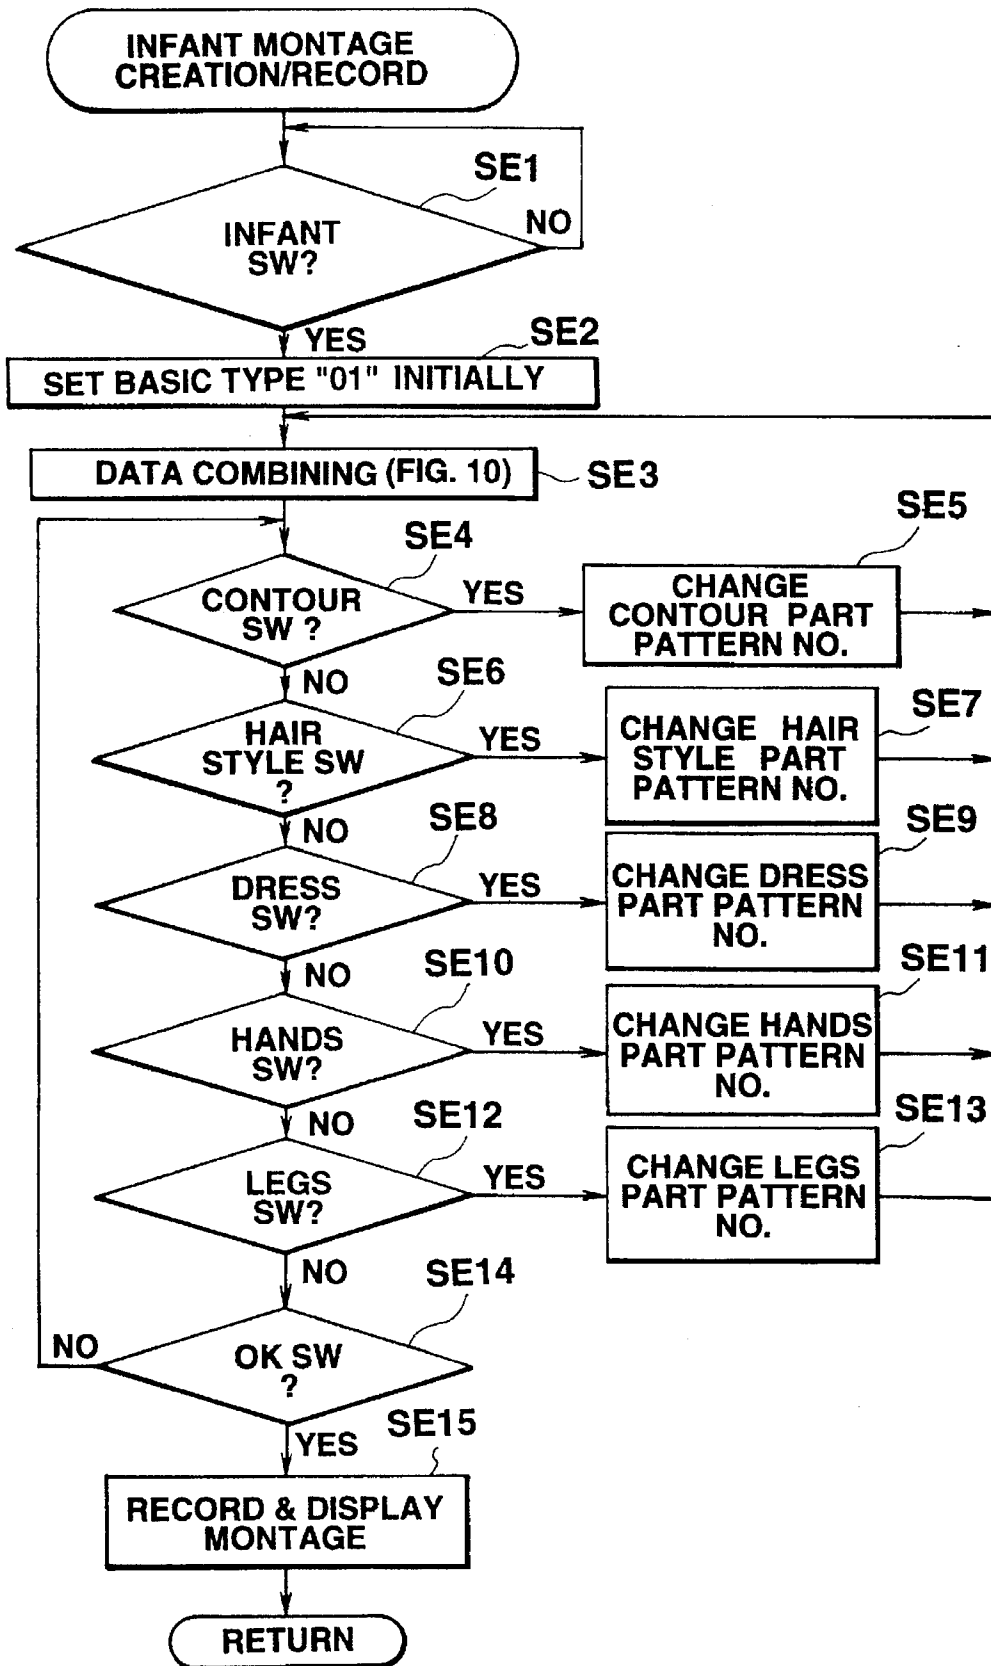 INFANT MONTAGE
CREATION/RECORD
SE1
INFANT
SW?
NO
YES
SE2
SET BASIC TYPE "01" INITIALLY
DATA COMBINING (FIG. 10)
SE3
SE4
CONTOUR
SW ?
YES
SE5
CHANGE
CONTOUR PART
PATTERN NO.
NO
SE6
HAIR
STYLE SW
?
YES
SE7
CHANGE HAIR
STYLE PART
PATTERN NO.
NO
SE8
DRESS
SW?
YES
SE9
CHANGE DRESS
PART PATTERN
NO.
NO
SE10
HANDS
SW?
YES
SE11
CHANGE HANDS
PART PATTERN
NO.
NO
SE12
LEGS
SW?
YES
SE13
CHANGE LEGS
PART PATTERN
NO.
NO
SE14
OK SW
?
NO
YES
SE15
RECORD & DISPLAY
MONTAGE
RETURN